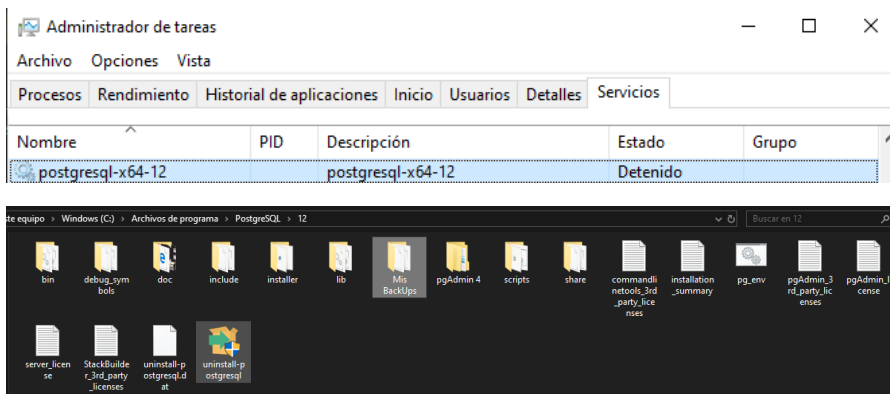 Administrador de tareas
Archivo Opciones Vista
Procesos Rendimiento Historial de aplicaciones Inicio Usuarios Detalles Servicios
Nombre PID Descripción Estado Grupo
postgresql-x64-12 postgresql-x64-12 Detenido
ste equipo > Windows (C:) > Archivos de programa > PostgreSQL > 12 Buscar en 12
bin debug_sym doc include installer lib Mis pgAdmin 4 scripts share commandli installation pg_env pgAdmin_3 pgAdmin_l
bols BackUps netools_3rd _summary rd_party_lic cense
_party_lice enses
nses
server_licen StackBuilde uninstall-p uninstall-p
se r_3rd_party ostgresql.d ostgresql
_licenses at